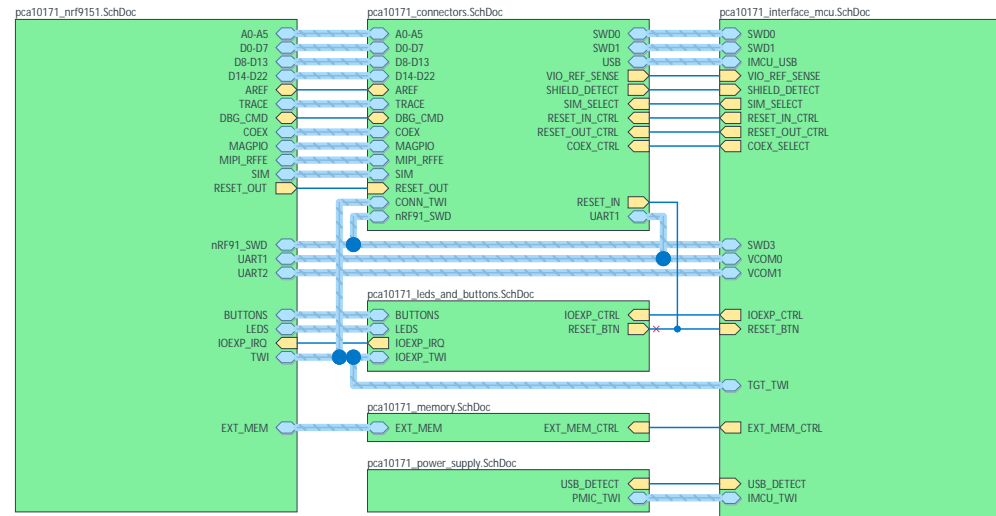 pca10171_nrf9151.SchDoc
A0-A5
D0-D7
D8-D13
D14-D22
AREF
TRACE
DBG_CMD
COEX
MAGPIO
MIPI_RFFE
SIM
RESET_OUT
nRF91_SWD
UART1
UART2
BUTTONS
LEDS
IOEXP_IRQ
TWI
EXT_MEM
pca10171_connectors.SchDoc
A0-A5
D0-D7
D8-D13
D14-D22
AREF
TRACE
DBG_CMD
COEX
MAGPIO
MIPI_RFFE
SIM
RESET_OUT
CONN_TWI
nRF91_SWD
SWD0
SWD1
USB
VIO_REF_SENSE
SHIELD_DETECT
SIM_SELECT
RESET_IN_CTRL
RESET_OUT_CTRL
COEX_CTRL
RESET_IN
UART1
pca10171_leds_and_buttons.SchDoc
BUTTONS
LEDS
IOEXP_IRQ
IOEXP_TWI
IOEXP_CTRL
RESET_BTN
pca10171_memory.SchDoc
EXT_MEM
EXT_MEM_CTRL
pca10171_power_supply.SchDoc
USB_DETECT
PMIC_TWI
pca10171_interface_mcu.SchDoc
SWD0
SWD1
IMCU_USB
VIO_REF_SENSE
SHIELD_DETECT
SIM_SELECT
RESET_IN_CTRL
RESET_OUT_CTRL
COEX_SELECT
SWD3
VCOM0
VCOM1
IOEXP_CTRL
RESET_BTN
TGT_TWI
EXT_MEM_CTRL
USB_DETECT
IMCU_TWI